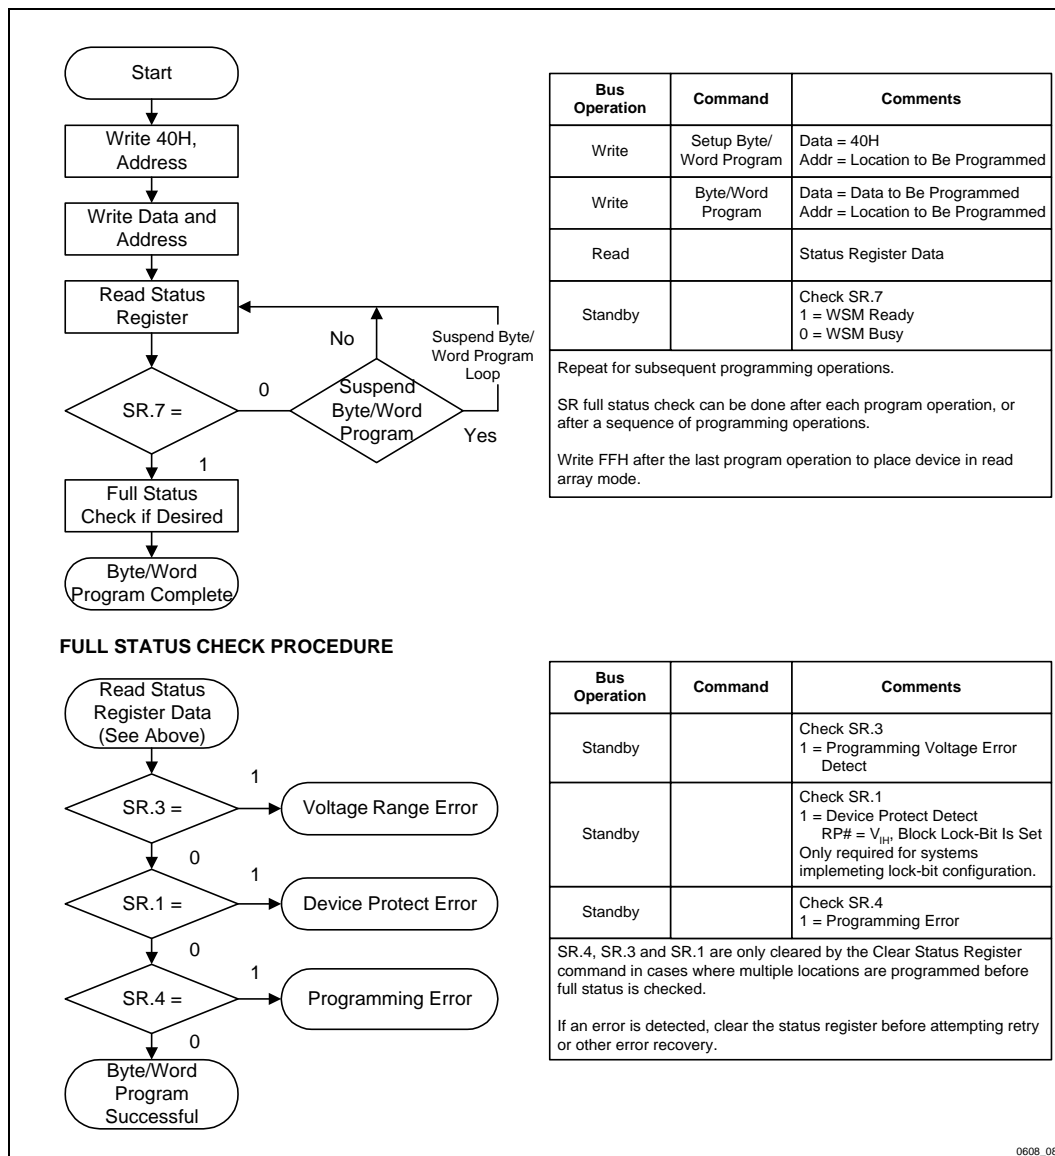 Start
Write 40H,
Address
Write Data and
Address
Read Status
Register
No
Suspend Byte/
Word Program
Loop
SR.7 =
0
Suspend
Byte/Word
Program
Yes
1
Full Status
Check if Desired
Byte/Word
Program Complete
Bus
Operation
Command
Comments
Write
Setup Byte/
Word Program
Data = 40H
Addr = Location to Be Programmed
Write
Byte/Word
Program
Data = Data to Be Programmed
Addr = Location to Be Programmed
Read
Status Register Data
Standby
Check SR.7
1 = WSM Ready
0 = WSM Busy
Repeat for subsequent programming operations.
SR full status check can be done after each program operation, or
after a sequence of programming operations.
Write FFH after the last program operation to place device in read
array mode.
FULL STATUS CHECK PROCEDURE
Read Status
Register Data
(See Above)
SR.3 =
1
Voltage Range Error
0
SR.1 =
1
Device Protect Error
0
SR.4 =
1
Programming Error
0
Byte/Word
Program
Successful
Bus
Operation
Command
Comments
Standby
Check SR.3
1 = Programming Voltage Error
Detect
Standby
Check SR.1
1 = Device Protect Detect
RP# = VIH, Block Lock-Bit Is Set
Only required for systems
implemeting lock-bit configuration.
Standby
Check SR.4
1 = Programming Error
SR.4, SR.3 and SR.1 are only cleared by the Clear Status Register
command in cases where multiple locations are programmed before
full status is checked.
If an error is detected, clear the status register before attempting retry
or other error recovery.
0608_08